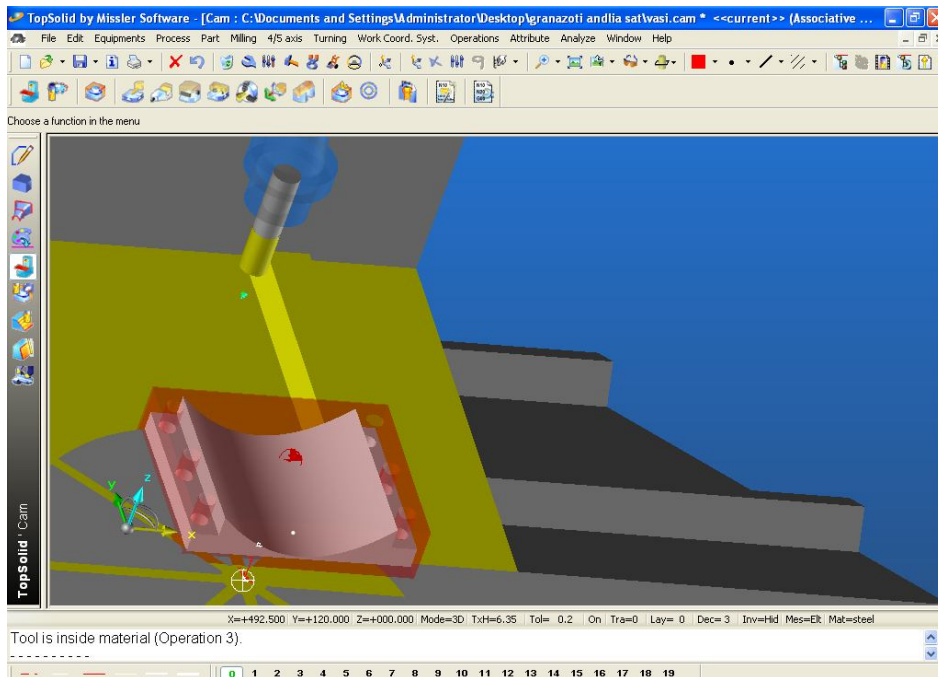 TopSolid by Missler Software - [Cam : C:\Documents and Settings\Administrator\Desktop\granazoti andlia sat\wasi.cam * <<current>> (Associative ...
File Edit Equipments Process Part Milling 4/5 axis Turning Work Coord. Syst. Operations Attribute Analyze Window Help
Choose a function in the menu
y
z
x
TopSolid'Cam
X=+492.500 Y=+120.000 Z=+000.000 Mode=3D TxH=6.35 Tol= 0.2 On Tra=0 Lay= 0 Dec= 3 Inv=Hid Mes=Elt Mat=steel
Tool is inside material (Operation 3).
----------
0 1 2 3 4 5 6 7 8 9 10 11 12 13 14 15 16 17 18 19